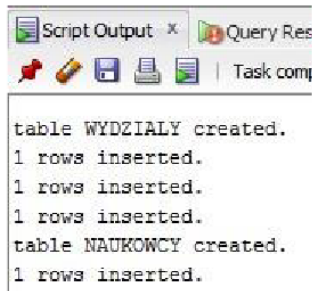 Script Output × Query Res
Task comp
table WYDZIALY created.
1 rows inserted.
1 rows inserted.
1 rows inserted.
table NAUKOWCY created.
1 rows inserted.